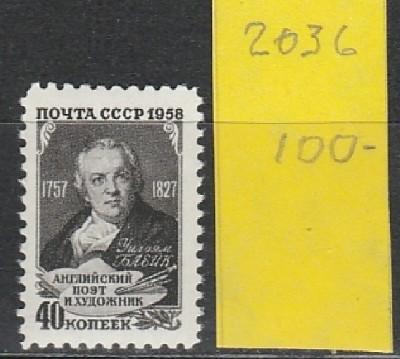 2036
100-
ПОЧТА СССР 1958
1757 1827
Уильям
БЛЕЙК
АНГЛИЙСКИЙ
ПОЭТ
И ХУДОЖНИК
40 КОПЕЕК